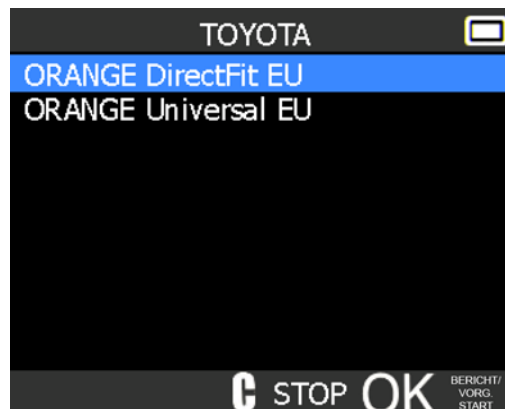 TOYOTA
ORANGE DirectFit EU
ORANGE Universal EU
C STOP OK BERICHT/
VORG.
START